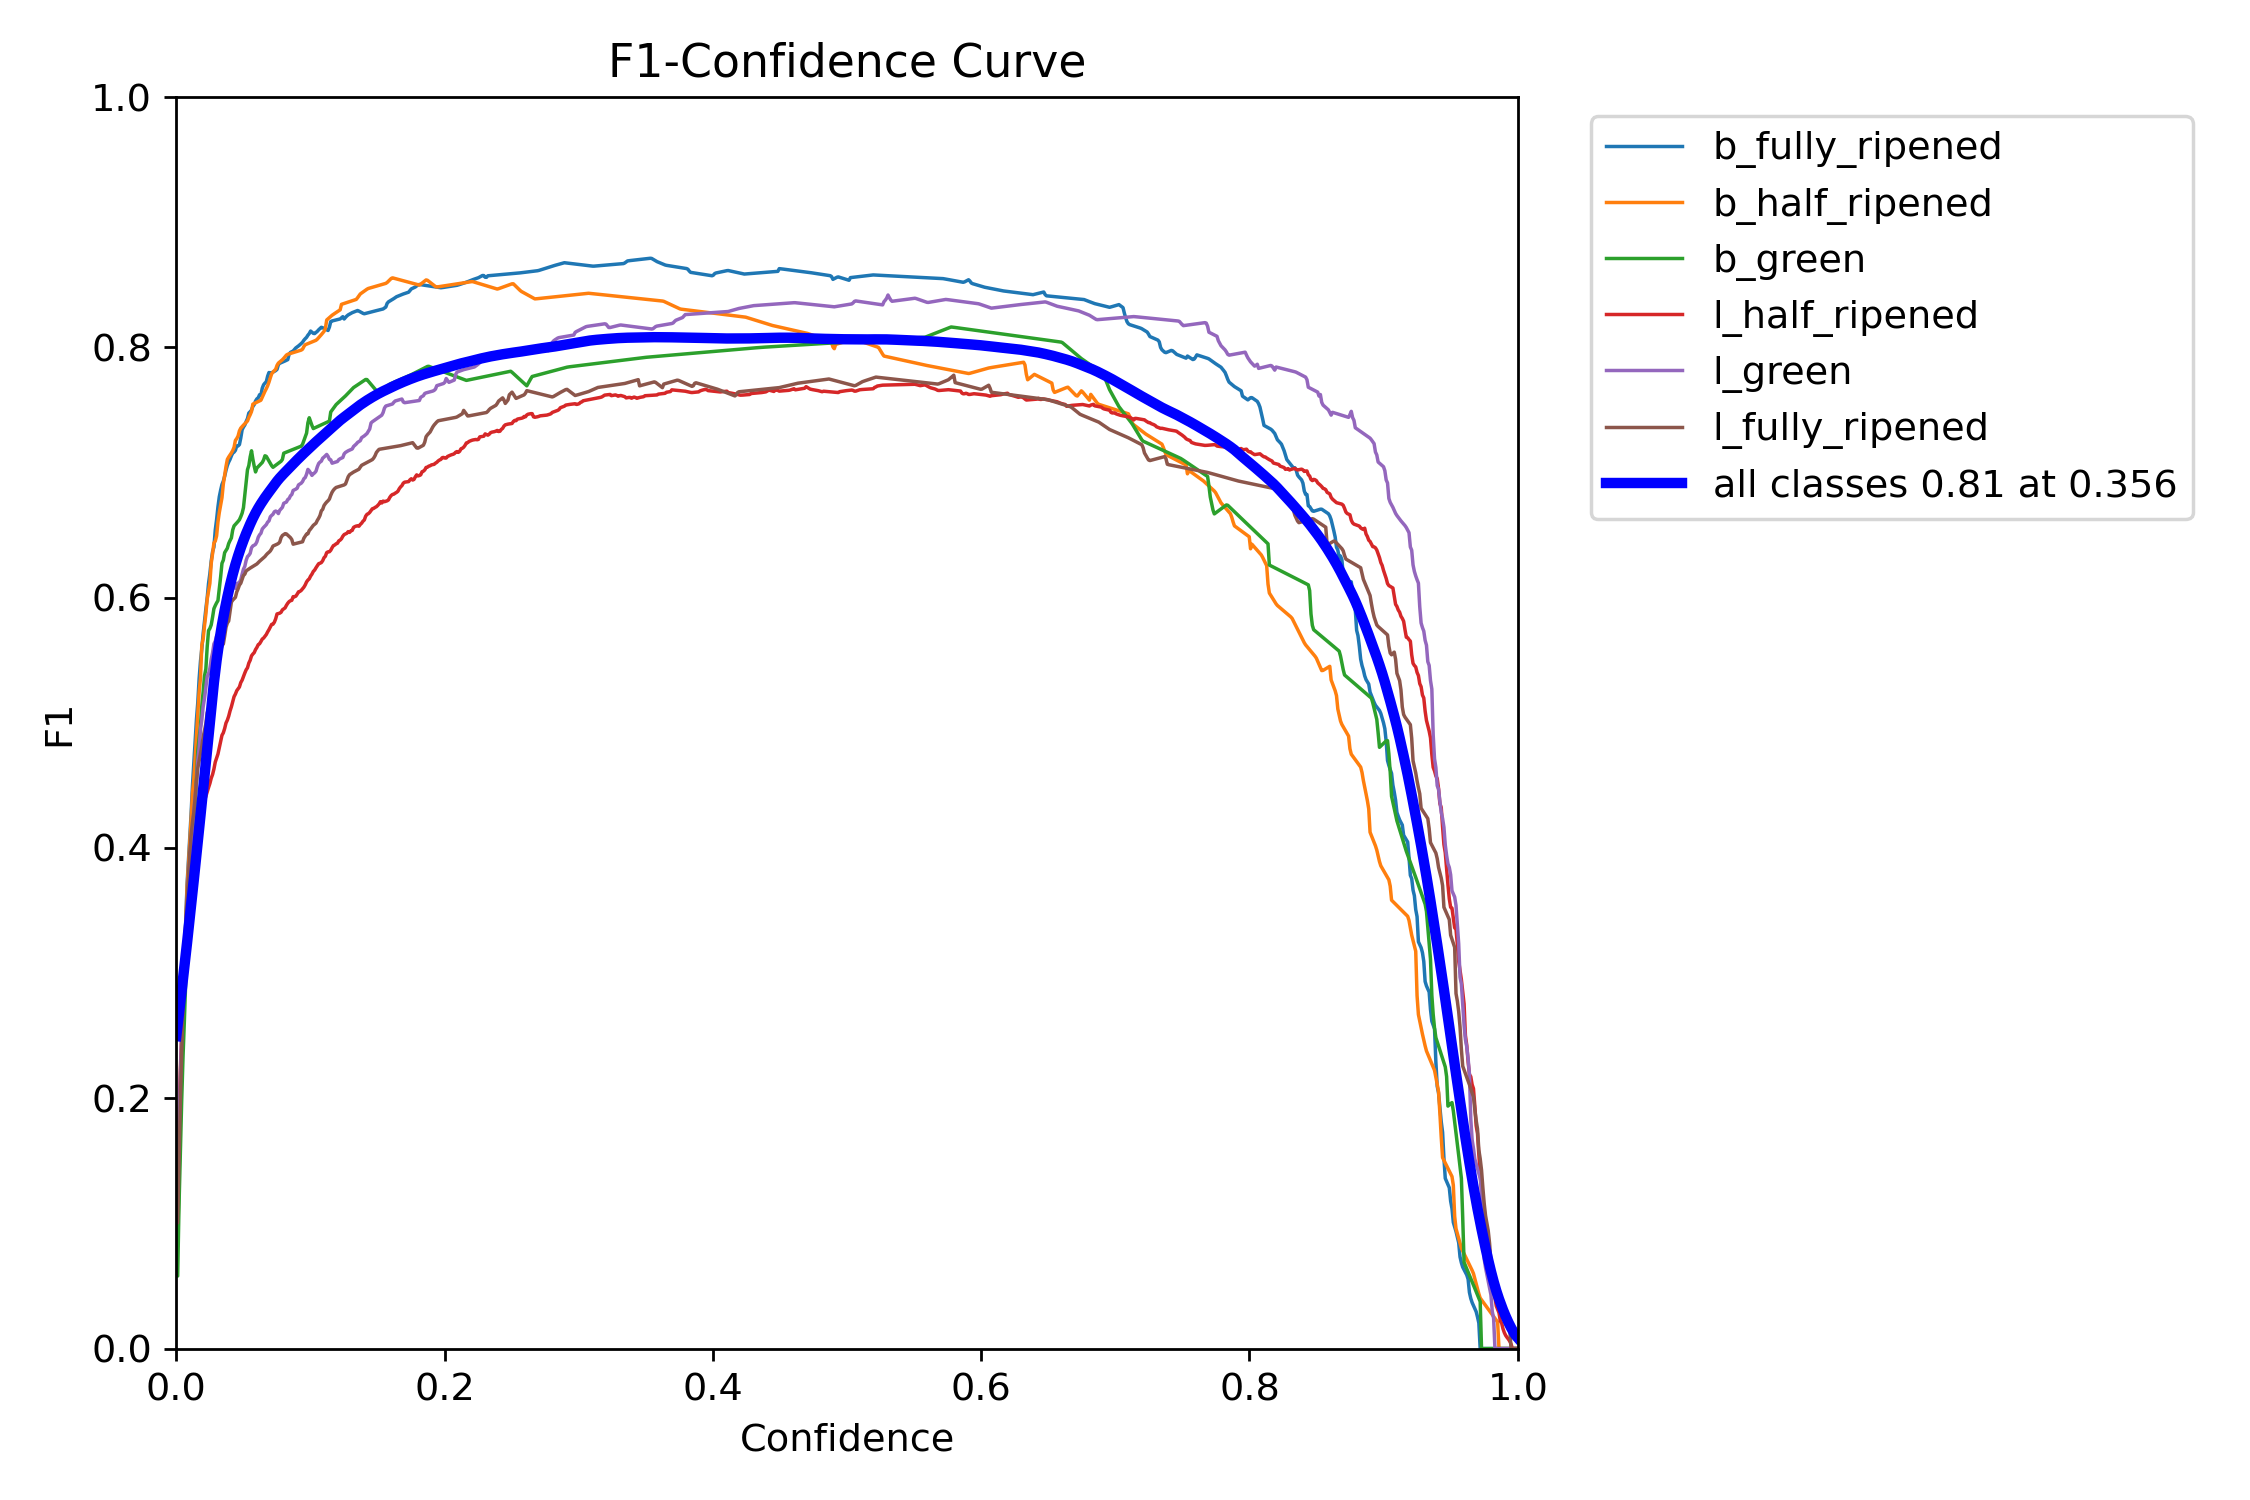 F1-Confidence Curve
1.0
0.8
0.6
0.4
0.2
0.0
F1
0.0 0.2 0.4 0.6 0.8 1.0
Confidence
b_fully_ripened
b_half_ripened
b_green
l_half_ripened
l_green
l_fully_ripened
all classes 0.81 at 0.356